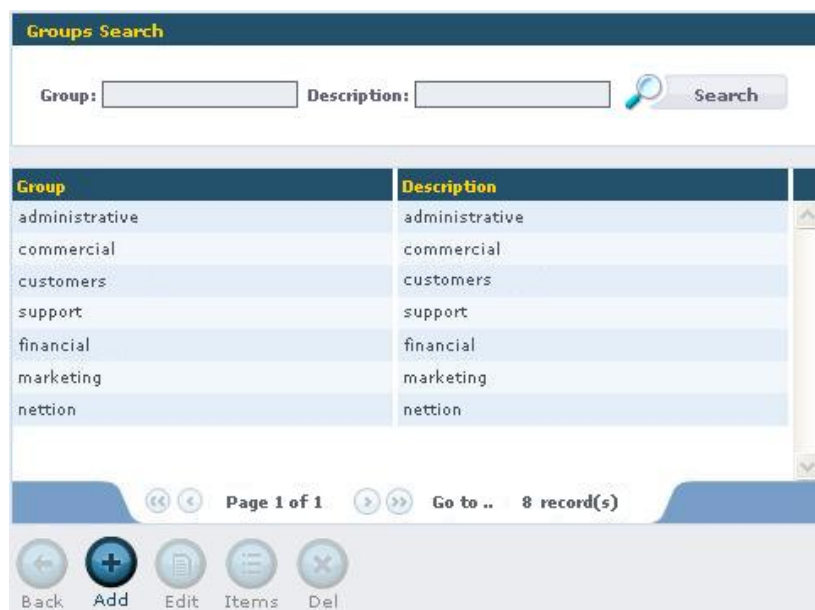 Groups Search
Group: Description: Search
Group Description
administrative administrative
commercial commercial
customers customers
support support
financial financial
marketing marketing
nettion nettion
Page 1 of 1 Go to .. 8 record(s)
Back Add Edit Items Del